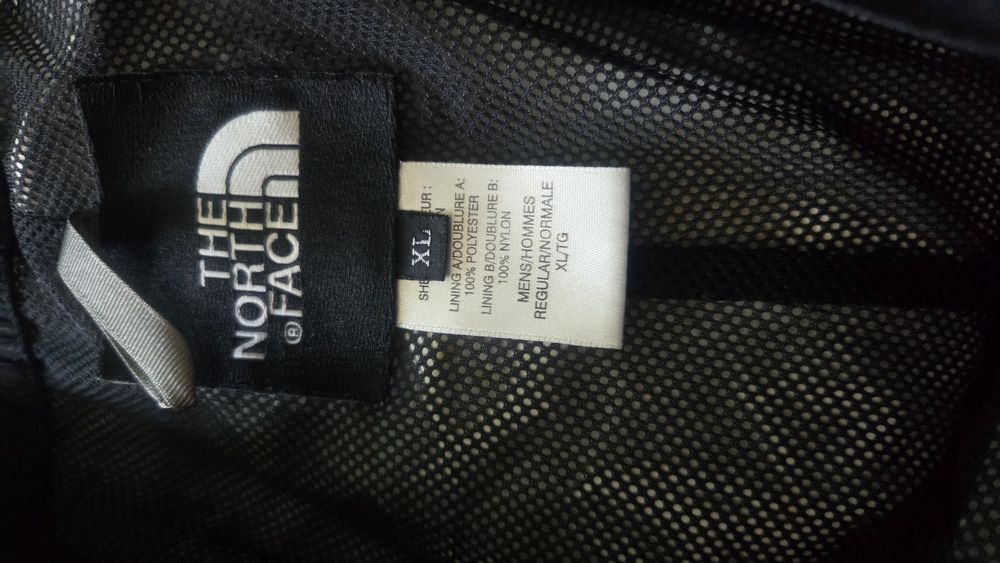 THE
NORTH
FACE®
XL
LINING A/DOUBLURE A:
100% POLYESTER
LINING B/DOUBLURE B:
100% NYLON
MENS/HOMMES
REGULAR/NORMALE
XL/TG